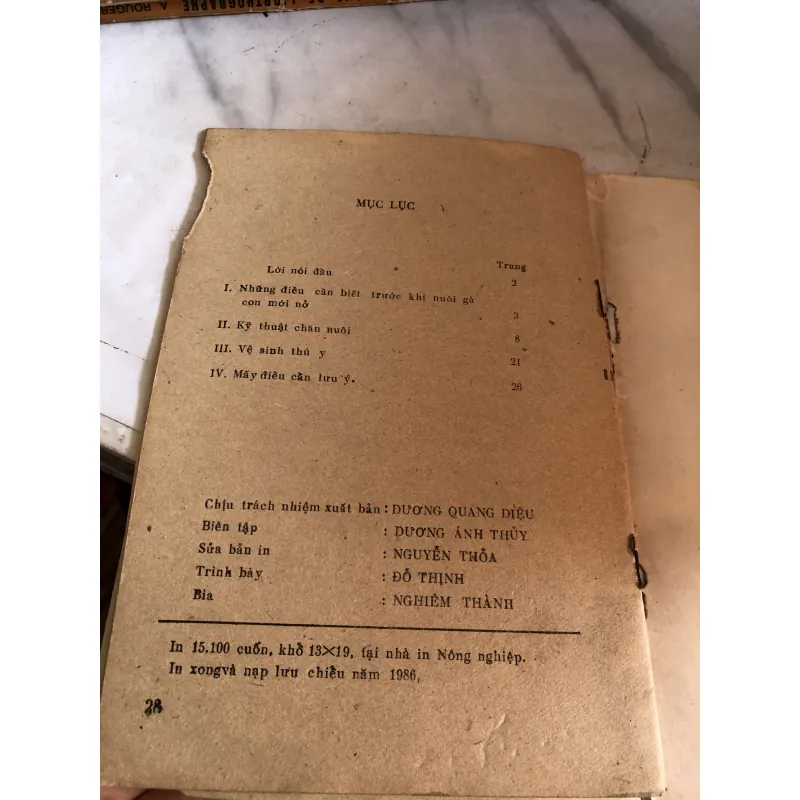 ORTHOGRAPHE A. ROUGER
MỤC LỤC
Trang
Lời nói đầu 2
I. Những điều cần biết trước khi nuôi gà
con mới nở 3
II. Kỹ thuật chăn nuôi 8
III. Vệ sinh thú y 21
IV. Mấy điều cần lưu ý. 26
Chịu trách nhiệm xuất bản : DƯƠNG QUANG DIỆU
Biên tập : DƯƠNG ÁNH THỦY
Sửa bản in : NGUYỄN THỎA
Trình bày : ĐỖ THỊNH
Bìa : NGHIÊM THÀNH
In 15.100 cuốn, khổ 13×19, tại nhà in Nông nghiệp.
In xongvà nạp lưu chiều năm 1986,
28